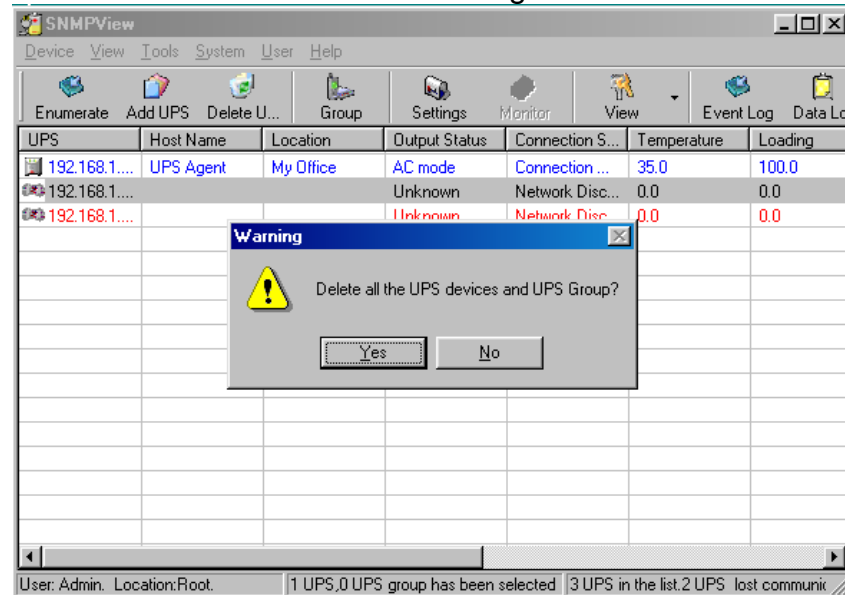 SNMPView
Device View Tools System User Help
Enumerate Add UPS Delete U... Group Settings Monitor View Event Log Data Lo
UPS Host Name Location Output Status Connection S... Temperature Loading
192.168.1.... UPS Agent My Office AC mode Connection ... 35.0 100.0
192.168.1.... Unknown Network Disc... 0.0 0.0
192.168.1.... Unknown Network Disc... 0.0 0.0
Warning
Delete all the UPS devices and UPS Group?
Yes No
User: Admin. Location:Root. 1 UPS,0 UPS group has been selected 3 UPS in the list.2 UPS lost communic